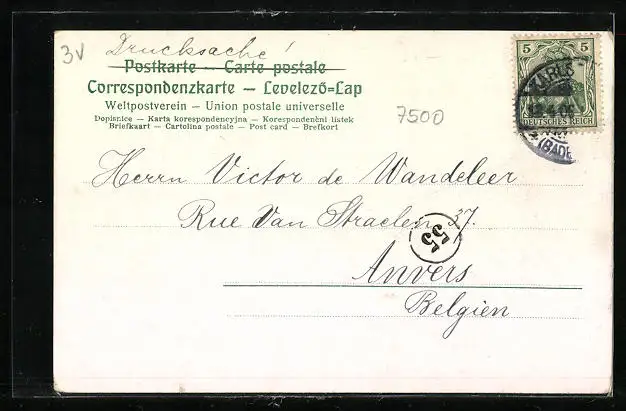 3v
Drucksache!
Postkarte — Carte postale
Correspondenzkarte — Levelező-Lap
Weltpostverein — Union postale universelle
Dopisnice — Karta korespondencyjna — Korespondenční lístek
Briefkaart — Cartolina postale — Post card — Brefkort
7500
5 5
DEUTSCHES REICH
KARLS
(BADE
Herrn Victor de Wandeleer
Rue Van Straelen 37.
55
Anvers
Belgien